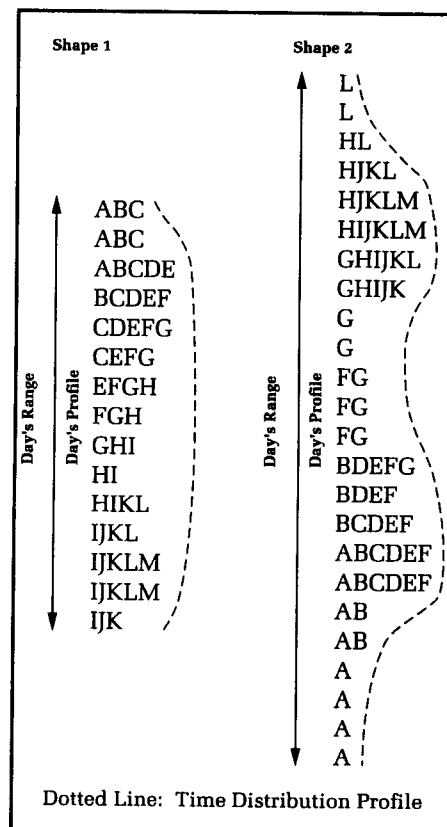 Shape 1
Day's Range
Day's Profile
ABC
ABC
ABCDE
BCDEF
CDEFG
CEFG
EFGH
FGH
GHI
HI
HIKL
IJKL
IJKLM
IJKLM
IJK
Shape 2
Day's Range
Day's Profile
L
L
HL
HJKL
HJKLM
HIJKLM
GHIJKL
GHIJK
G
G
FG
FG
FG
BDEFG
BDEF
BCDEF
ABCDEF
ABCDEF
AB
AB
A
A
A
A
Dotted Line: Time Distribution Profile